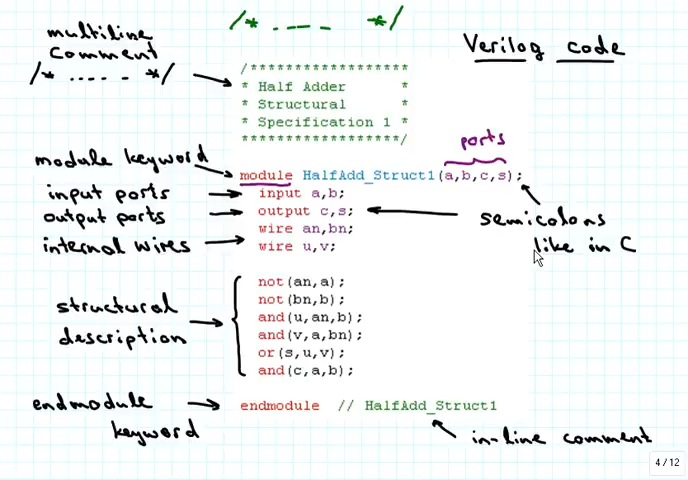 /* .--- */
multiline
comment
/* ..... */
Verilog code
/******************
* Half Adder *
* Structural *
* Specification 1 *
******************/
ports
module keyword
module HalfAdd_Struct1(a,b,c,s);
input ports
input a,b;
output ports
output c,s;
semicolons
like in C
internal wires
wire an,bn;
wire u,v;
structural
description
not(an,a);
not(bn,b);
and(u,an,b);
and(v,a,bn);
or(s,u,v);
and(c,a,b);
endmodule
keyword
endmodule // HalfAdd_Struct1
in-line comment
4 / 12